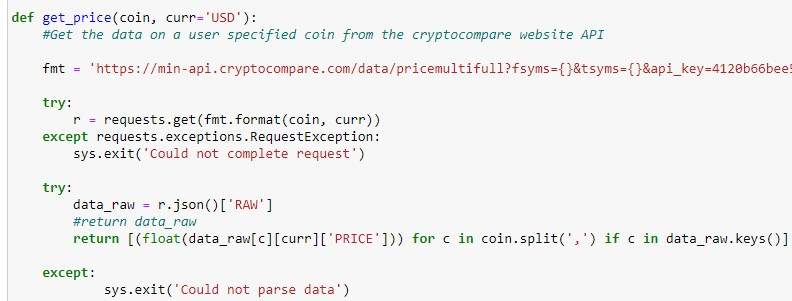 def get_price(coin, curr='USD'):
    #Get the data on a user specified coin from the cryptocompare website API
    fmt = 'https://min-api.cryptocompare.com/data/pricemultifull?fsyms={}&tsyms={}&api_key=4120b66bee5
    try:
        r = requests.get(fmt.format(coin, curr))
    except requests.exceptions.RequestException:
        sys.exit('Could not complete request')
    try:
        data_raw = r.json()['RAW']
        #return data_raw
        return [(float(data_raw[c][curr]['PRICE'])) for c in coin.split(',') if c in data_raw.keys()]
    except:
            sys.exit('Could not parse data')